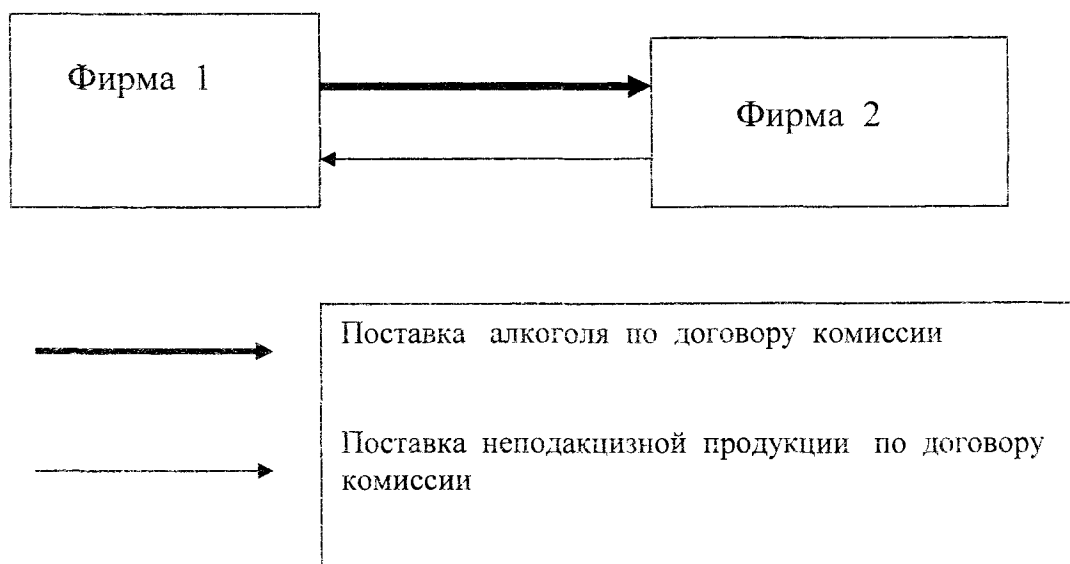 Фирма 1
Фирма 2
Поставка алкоголя по договору комиссии
Поставка неподакцизной продукции по договору
комиссии